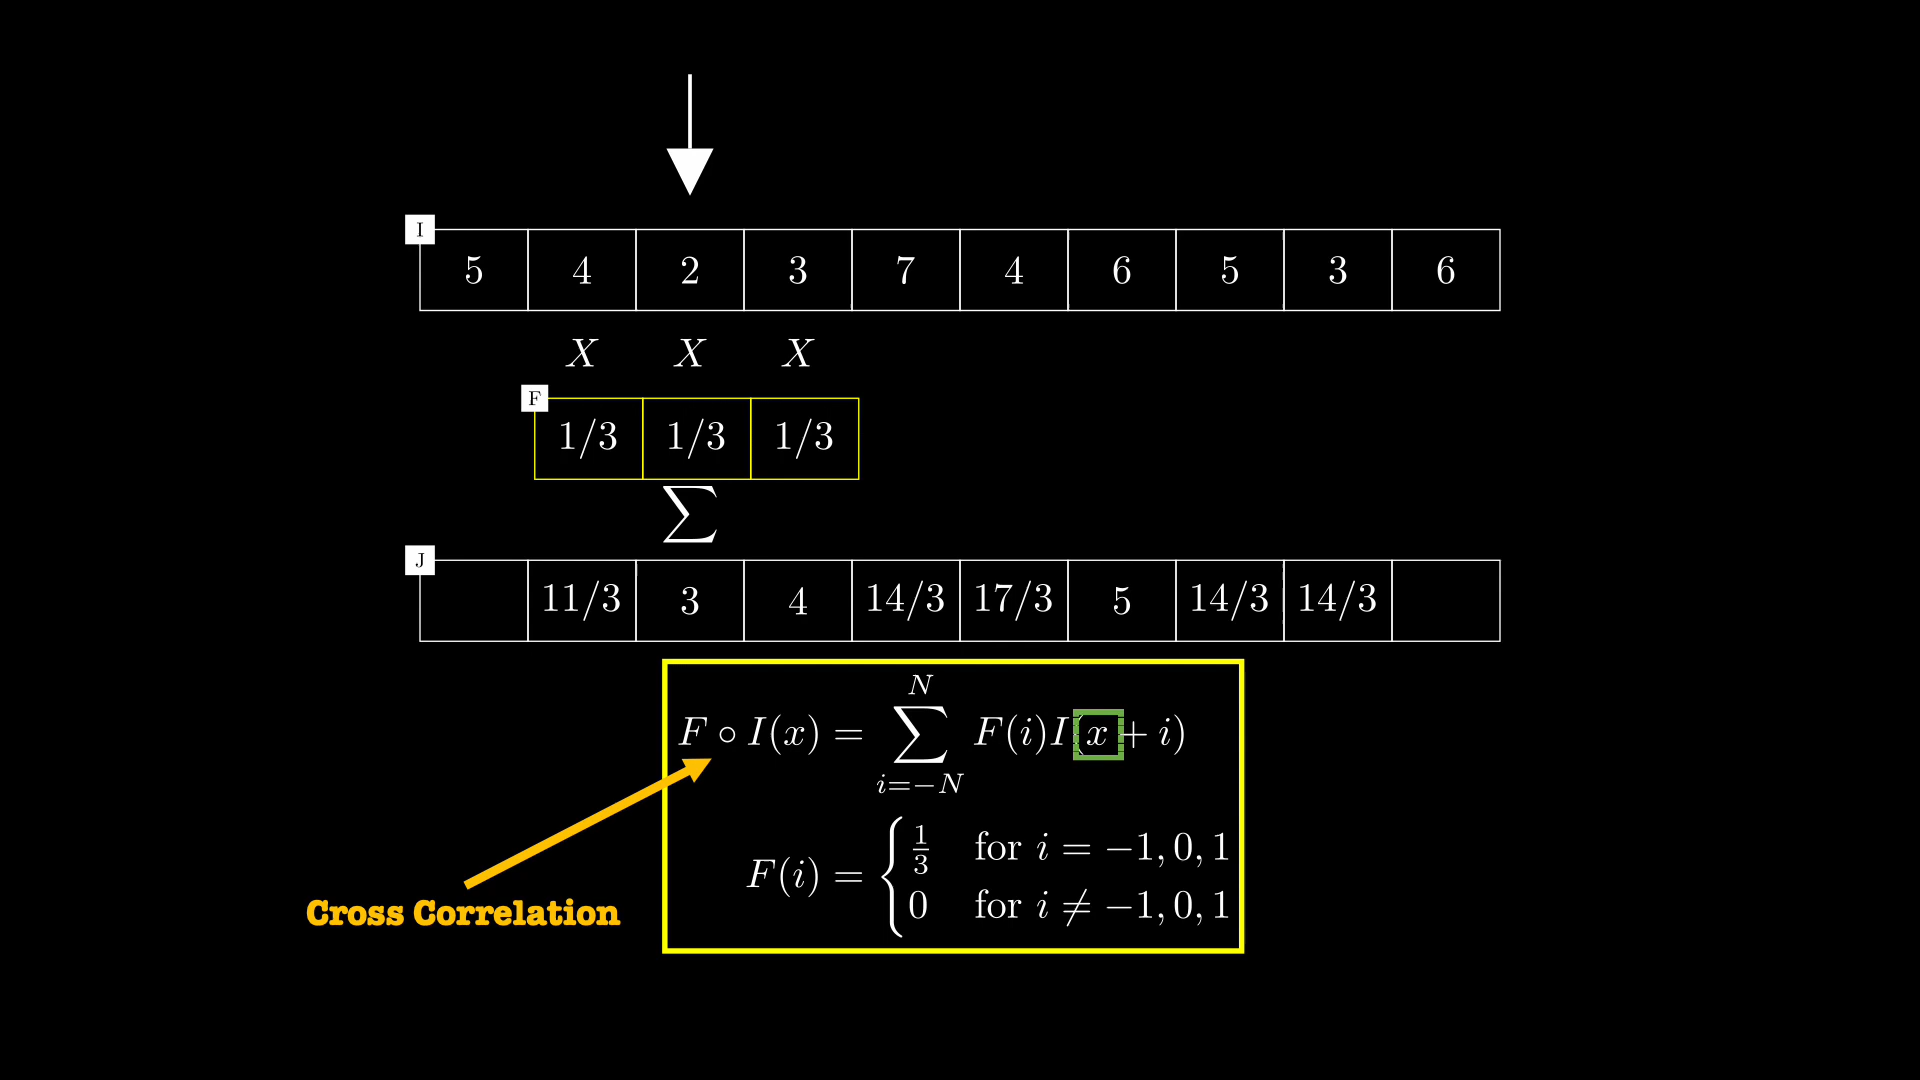 I
5 4 2 3 7 4 6 5 3 6
X X X
F
1/3 1/3 1/3
∑
J
11/3 3 4 14/3 17/3 5 14/3 14/3
F ∘ I(x) = ∑_{i=−N}^{N} F(i)I(x + i)
F(i) = { 1/3 for i = −1, 0, 1
0 for i ≠ −1, 0, 1
Cross Correlation